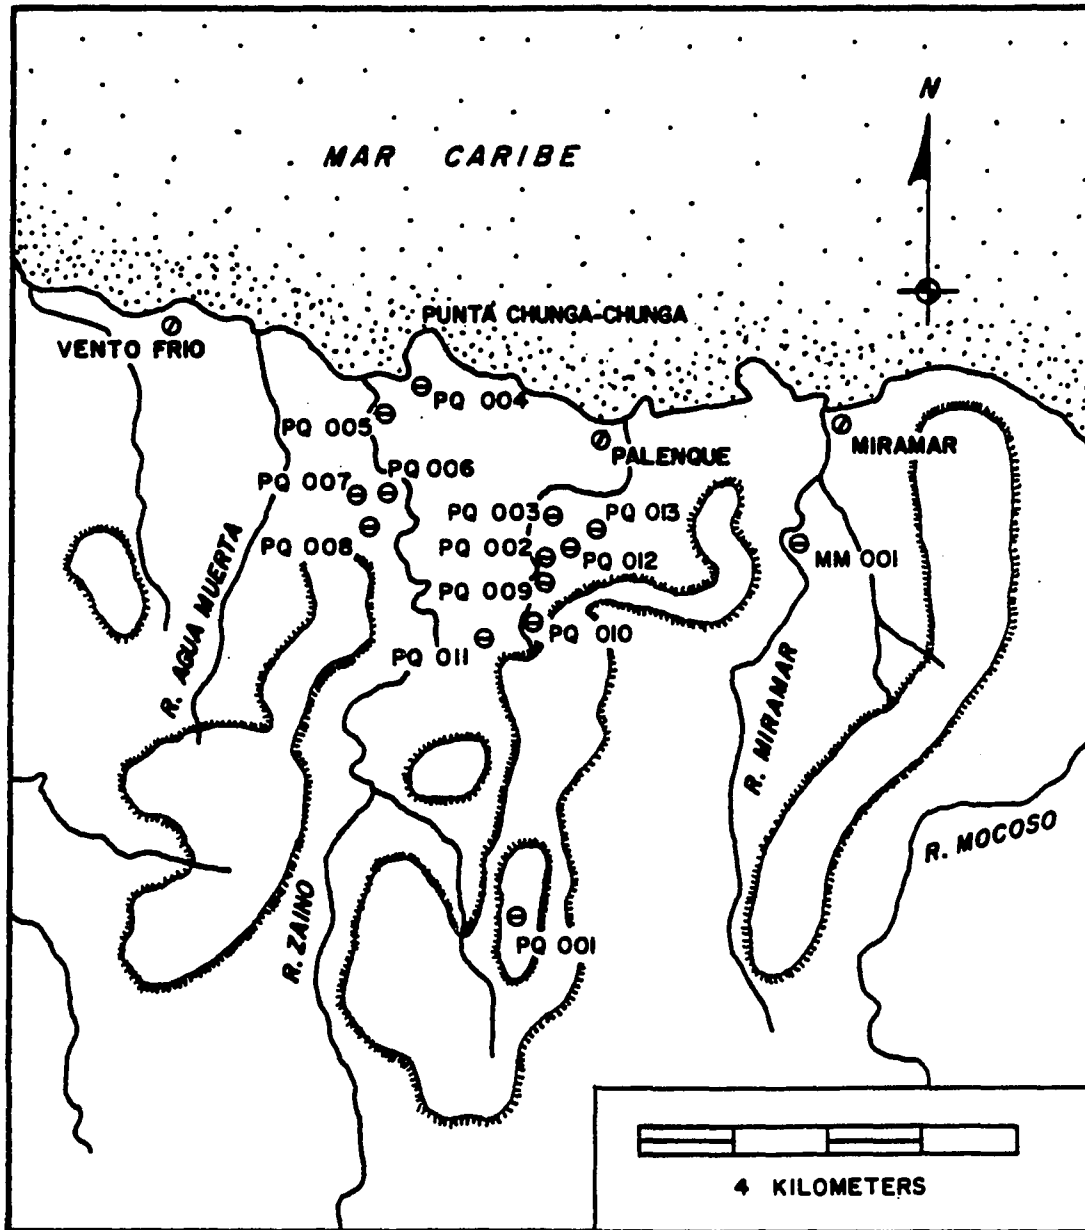 N
MAR CARIBE
PUNTA CHUNGA-CHUNGA
VENTO FRIO
PQ 004
PQ 005
MIRAMAR
PALENQUE
PQ 006
PQ 007
PQ 003
PQ 013
PQ 008
PQ 002
PQ 012
MM 001
PQ 009
PQ 010
PQ 011
R. AGUA MUERTA
R. MIRAMAR
R. MOCOSO
R. ZAINO
PQ 001
4 KILOMETERS